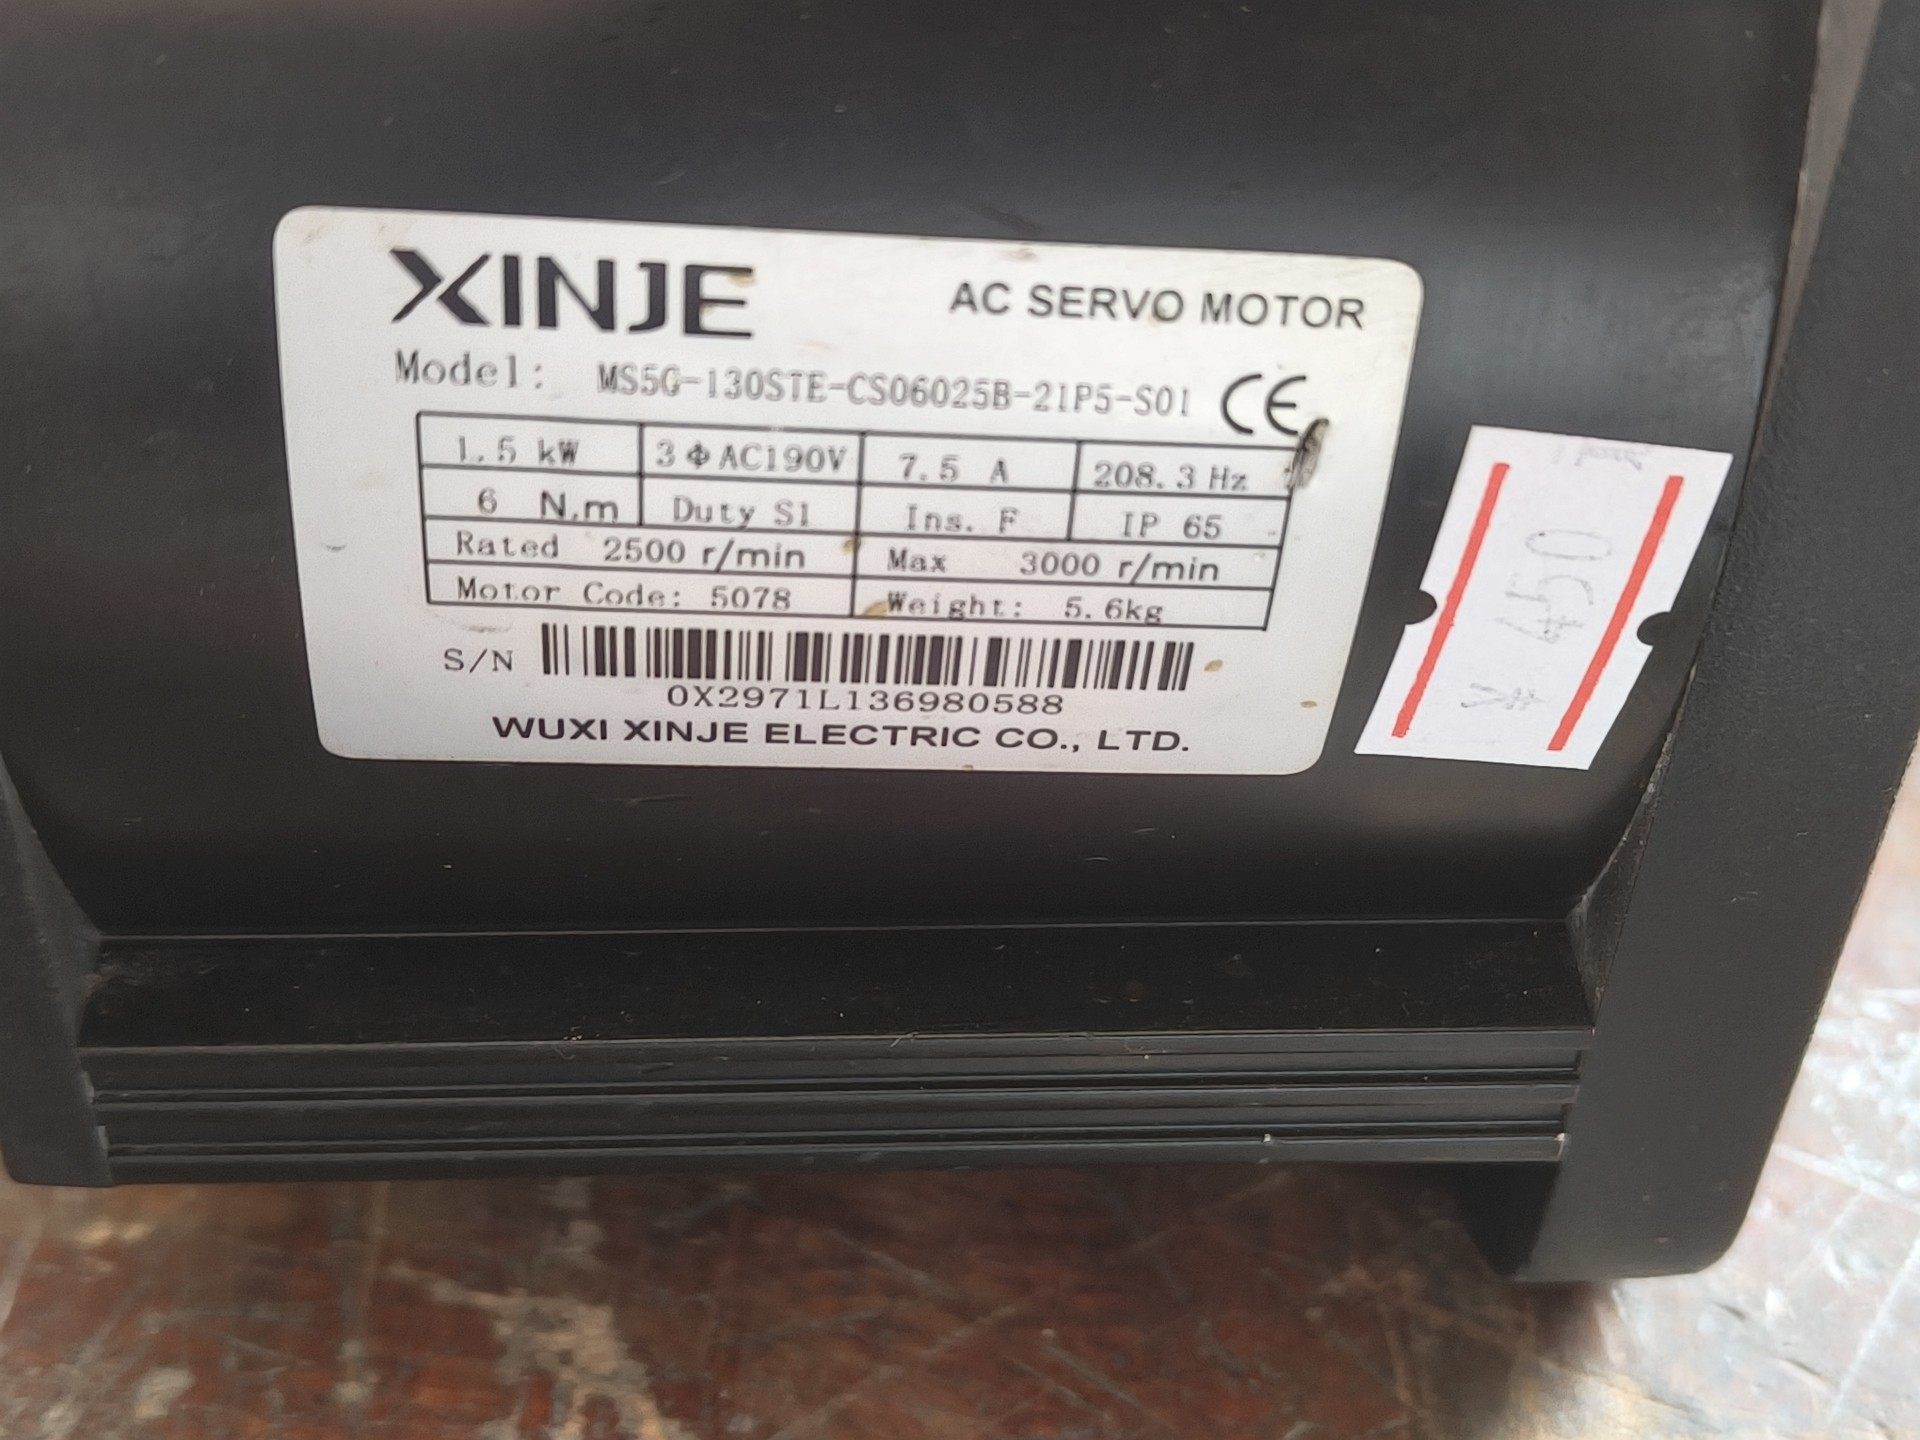 XINJE
AC SERVO MOTOR
Model: MS5G-130STE-CS06025B-21P5-S01 CE
1.5 kW 3ΦAC190V 7.5 A 208.3 Hz
6 N.m Duty S1 Ins. F IP 65
Rated 2500 r/min Max 3000 r/min
Motor Code: 5078 Weight: 5.6kg
S/N
0X2971L136980588
WUXI XINJE ELECTRIC CO., LTD.
450